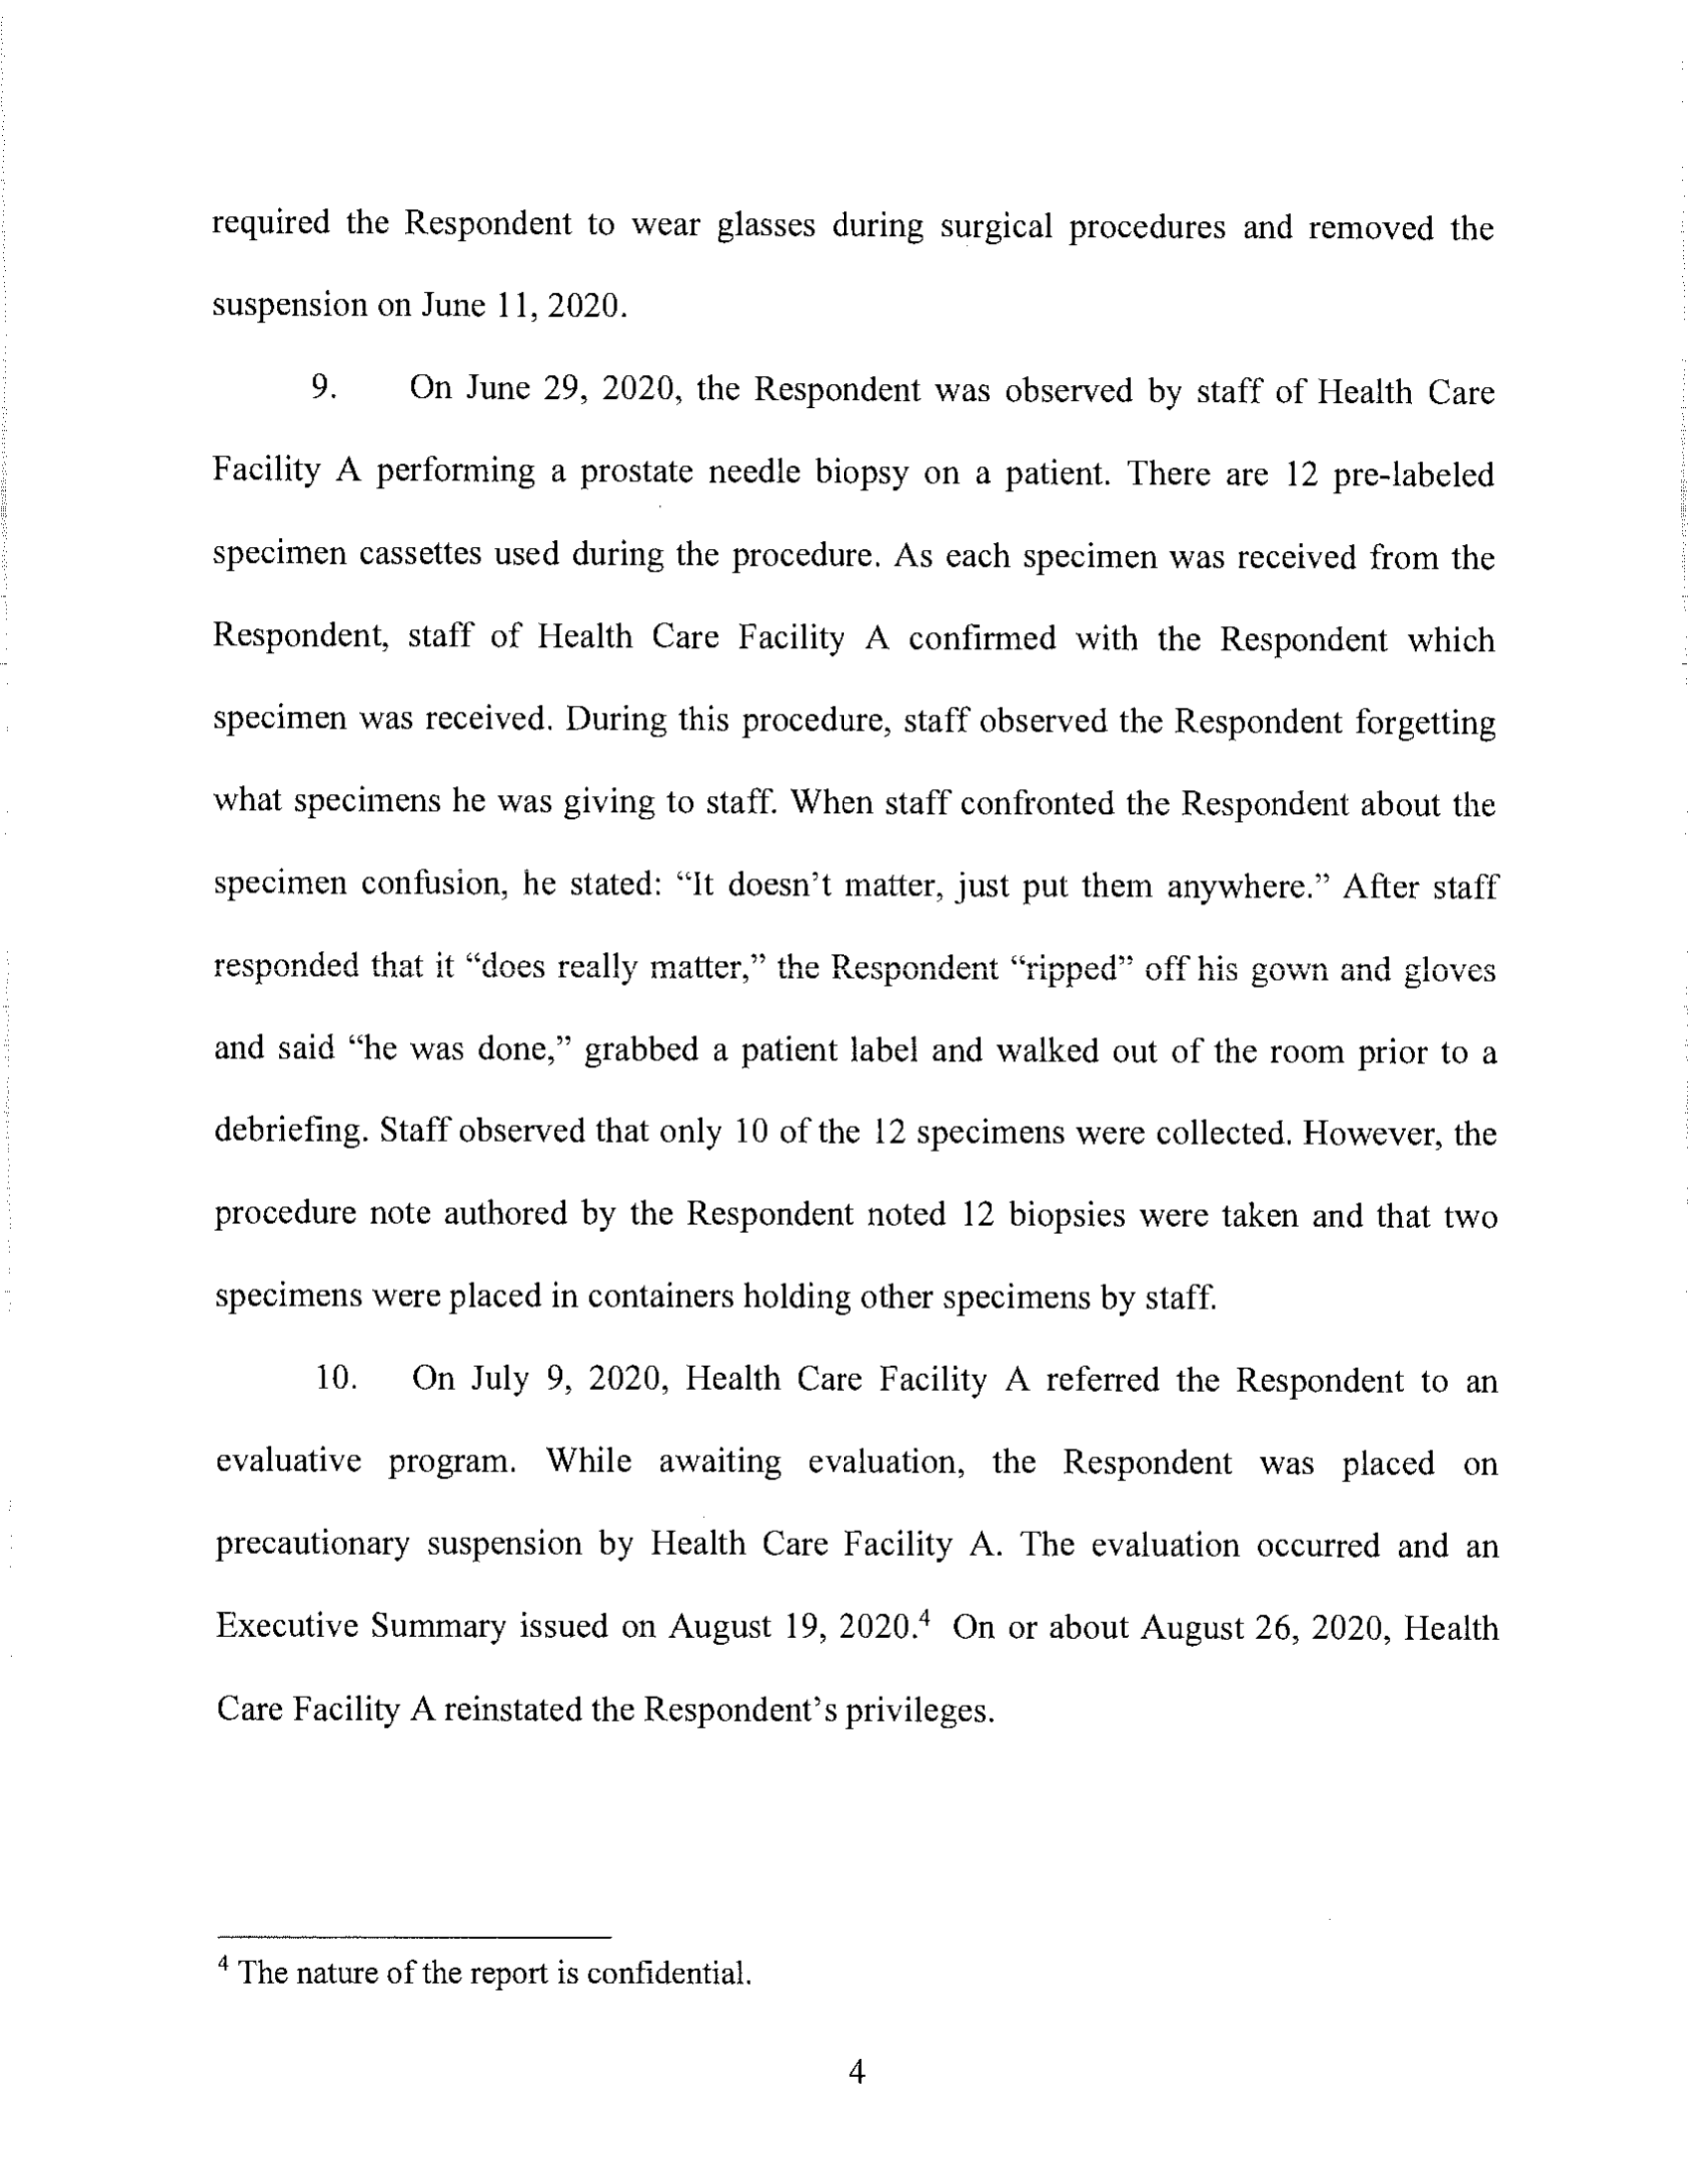 required the Respondent to wear glasses during surgical procedures and removed the
suspension on June 11, 2020.
9. On June 29, 2020, the Respondent was observed by staff of Health Care
Facility A performing a prostate needle biopsy on a patient. There are 12 pre-labeled
specimen cassettes used during the procedure. As each specimen was received from the
Respondent, staff of Health Care Facility A confirmed with the Respondent which
specimen was received. During this procedure, staff observed the Respondent forgetting
what specimens he was giving to staff. When staff confronted the Respondent about the
specimen confusion, he stated: “It doesn’t matter, just put them anywhere.” After staff
responded that it “does really matter,” the Respondent “ripped” off his gown and gloves
and said “he was done,” grabbed a patient label and walked out of the room prior to a
debriefing. Staff observed that only 10 of the 12 specimens were collected. However, the
procedure note authored by the Respondent noted 12 biopsies were taken and that two
specimens were placed in containers holding other specimens by staff.
10. On July 9, 2020, Health Care Facility A referred the Respondent to an
evaluative program. While awaiting evaluation, the Respondent was placed on
precautionary suspension by Health Care Facility A. The evaluation occurred and an
Executive Summary issued on August 19, 2020.⁴ On or about August 26, 2020, Health
Care Facility A reinstated the Respondent’s privileges.
⁴ The nature of the report is confidential.
4